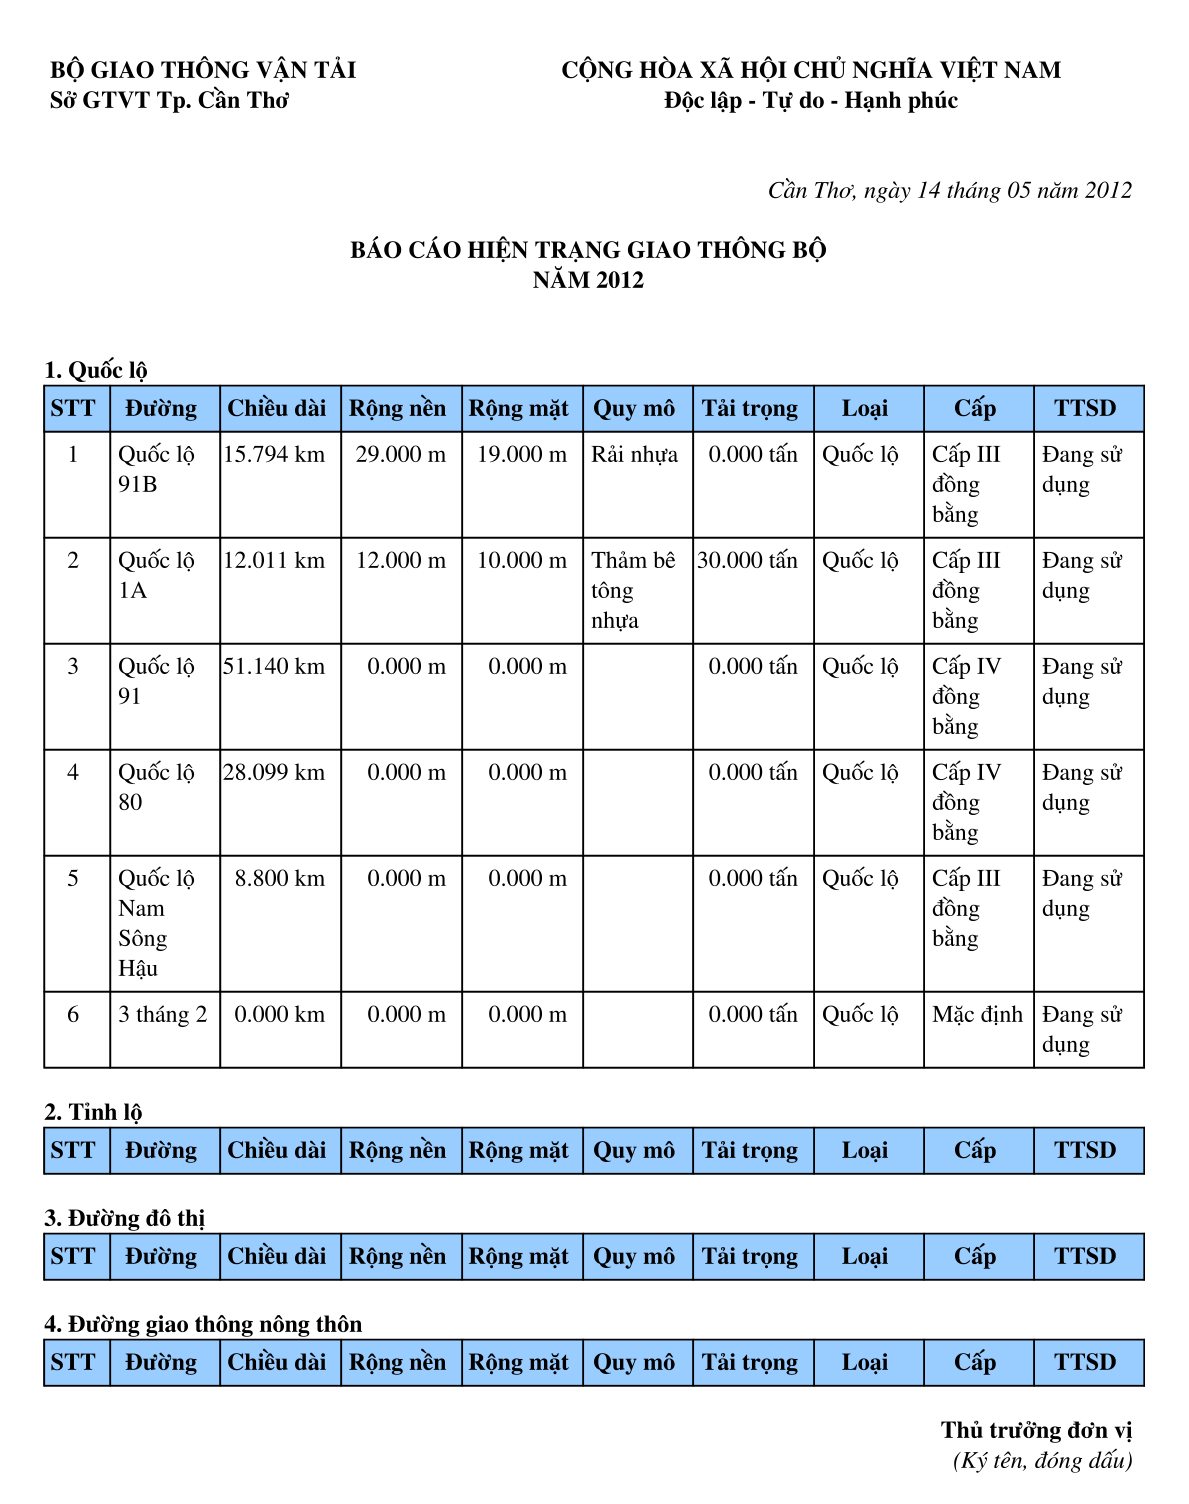 BỘ GIAO THÔNG VẬN TẢI
Sở GTVT Tp. Cần Thơ
CỘNG HÒA XÃ HỘI CHỦ NGHĨA VIỆT NAM
Độc lập - Tự do - Hạnh phúc
Cần Thơ, ngày 14 tháng 05 năm 2012
BÁO CÁO HIỆN TRẠNG GIAO THÔNG BỘ
NĂM 2012
1. Quốc lộ
STT Đường Chiều dài Rộng nền Rộng mặt Quy mô Tải trọng Loại Cấp TTSD
1 Quốc lộ 15.794 km 29.000 m 19.000 m Rải nhựa 0.000 tấn Quốc lộ Cấp III Đang sử
91B đồng dụng
bằng
2 Quốc lộ 12.011 km 12.000 m 10.000 m Thảm bê 30.000 tấn Quốc lộ Cấp III Đang sử
1A tông đồng dụng
nhựa bằng
3 Quốc lộ 51.140 km 0.000 m 0.000 m 0.000 tấn Quốc lộ Cấp IV Đang sử
91 đồng dụng
bằng
4 Quốc lộ 28.099 km 0.000 m 0.000 m 0.000 tấn Quốc lộ Cấp IV Đang sử
80 đồng dụng
bằng
5 Quốc lộ 8.800 km 0.000 m 0.000 m 0.000 tấn Quốc lộ Cấp III Đang sử
Nam đồng dụng
Sông bằng
Hậu
6 3 tháng 2 0.000 km 0.000 m 0.000 m 0.000 tấn Quốc lộ Mặc định Đang sử
dụng
2. Tỉnh lộ
STT Đường Chiều dài Rộng nền Rộng mặt Quy mô Tải trọng Loại Cấp TTSD
3. Đường đô thị
STT Đường Chiều dài Rộng nền Rộng mặt Quy mô Tải trọng Loại Cấp TTSD
4. Đường giao thông nông thôn
STT Đường Chiều dài Rộng nền Rộng mặt Quy mô Tải trọng Loại Cấp TTSD
Thủ trưởng đơn vị
(Ký tên, đóng dấu)